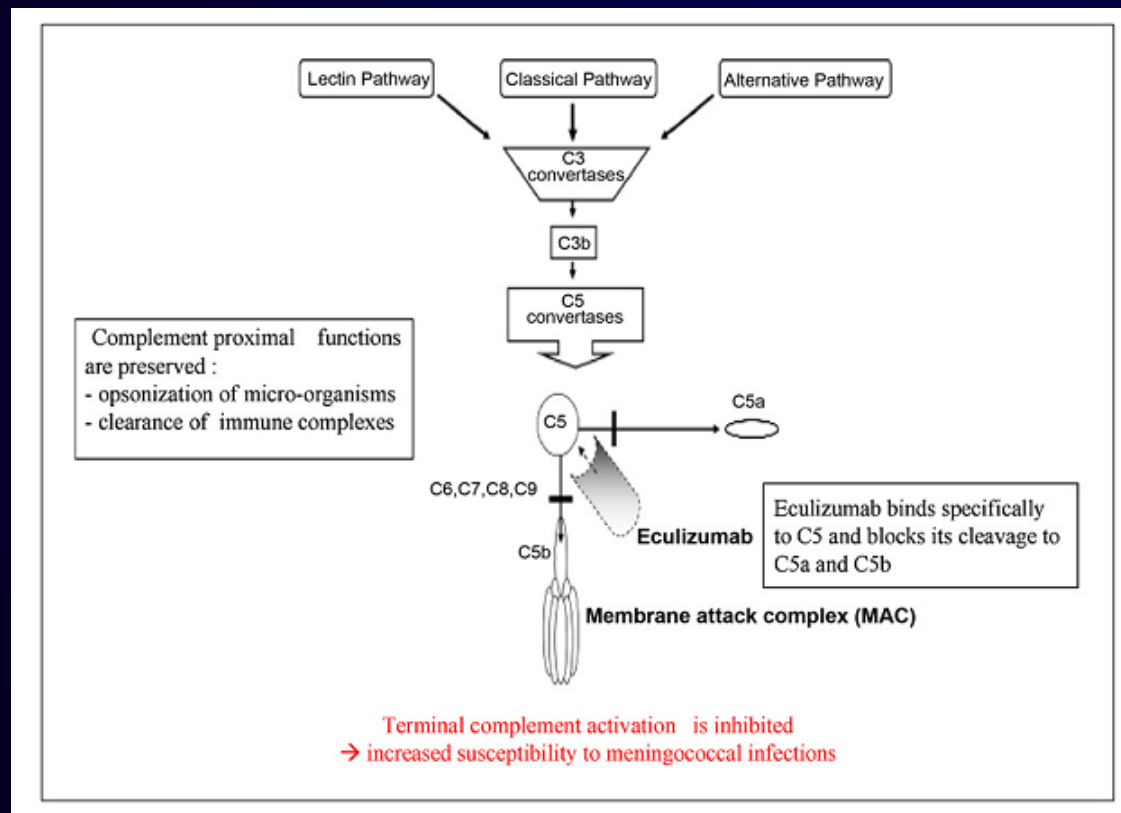 Lectin Pathway
Classical Pathway
Alternative Pathway
C3
convertases
C3b
C5
convertases
Complement proximal functions
are preserved :
- opsonization of micro-organisms
- clearance of immune complexes
C5
C5a
C6,C7,C8,C9
Eculizumab
Eculizumab binds specifically
to C5 and blocks its cleavage to
C5a and C5b
C5b
Membrane attack complex (MAC)
Terminal complement activation is inhibited
→ increased susceptibility to meningococcal infections